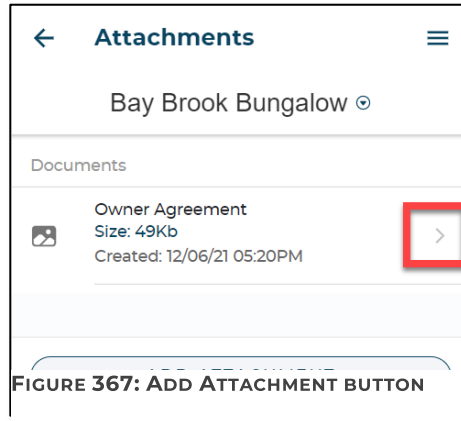 Attachments
Bay Brook Bungalow
Documents
Owner Agreement
Size: 49Kb
Created: 12/06/21 05:20PM
FIGURE 367: ADD ATTACHMENT BUTTON